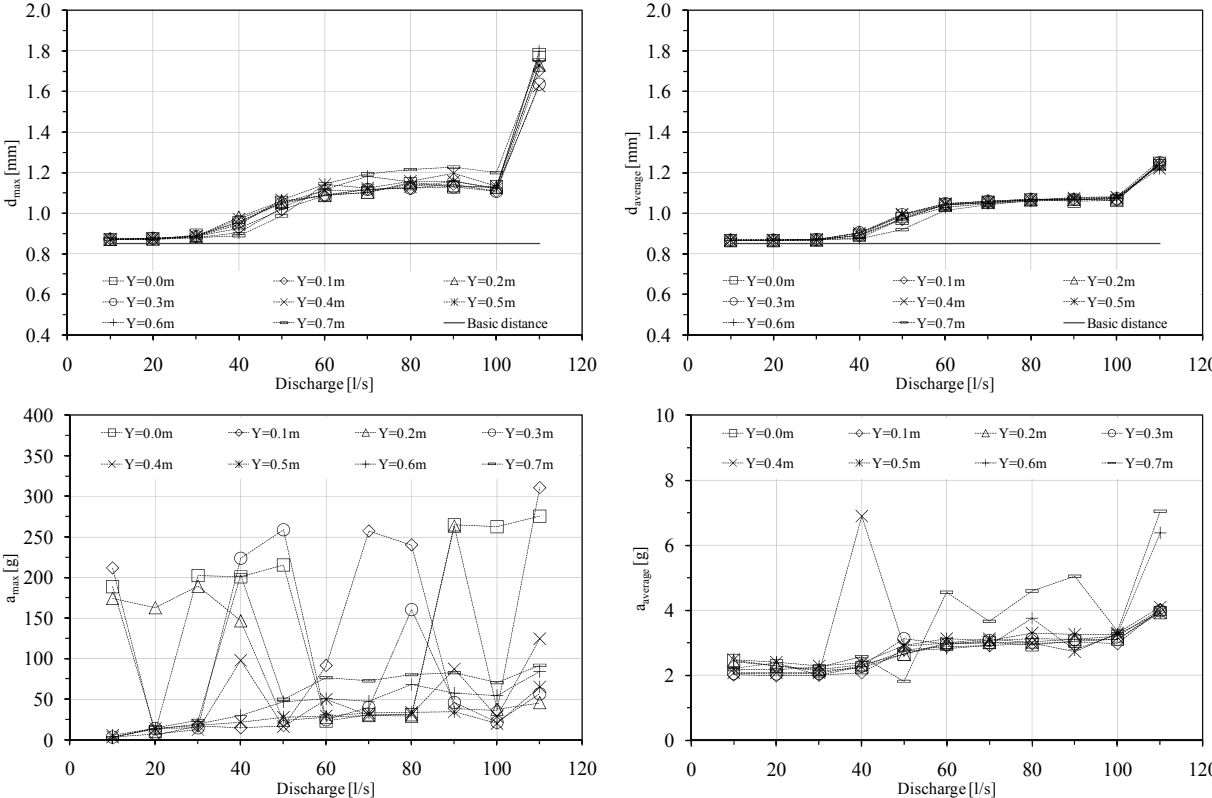 2.0
1.8
1.6
1.4
1.2
1.0
0.8
0.6
0.4
d max [mm]
Y=0.0m Y=0.1m Y=0.2m
Y=0.3m Y=0.4m Y=0.5m
Y=0.6m Y=0.7m Basic distance
0 20 40 60 80 100 120
Discharge [l/s]
2.0
1.8
1.6
1.4
1.2
1.0
0.8
0.6
0.4
d average [mm]
Y=0.0m Y=0.1m Y=0.2m
Y=0.3m Y=0.4m Y=0.5m
Y=0.6m Y=0.7m Basic distance
0 20 40 60 80 100 120
Discharge [l/s]
400
350
300
250
200
150
100
50
0
a max [g]
Y=0.0m Y=0.1m Y=0.2m Y=0.3m
Y=0.4m Y=0.5m Y=0.6m Y=0.7m
0 20 40 60 80 100 120
Discharge [l/s]
10
8
6
4
2
0
a average [g]
Y=0.0m Y=0.1m Y=0.2m Y=0.3m
Y=0.4m Y=0.5m Y=0.6m Y=0.7m
0 20 40 60 80 100 120
Discharge [l/s]